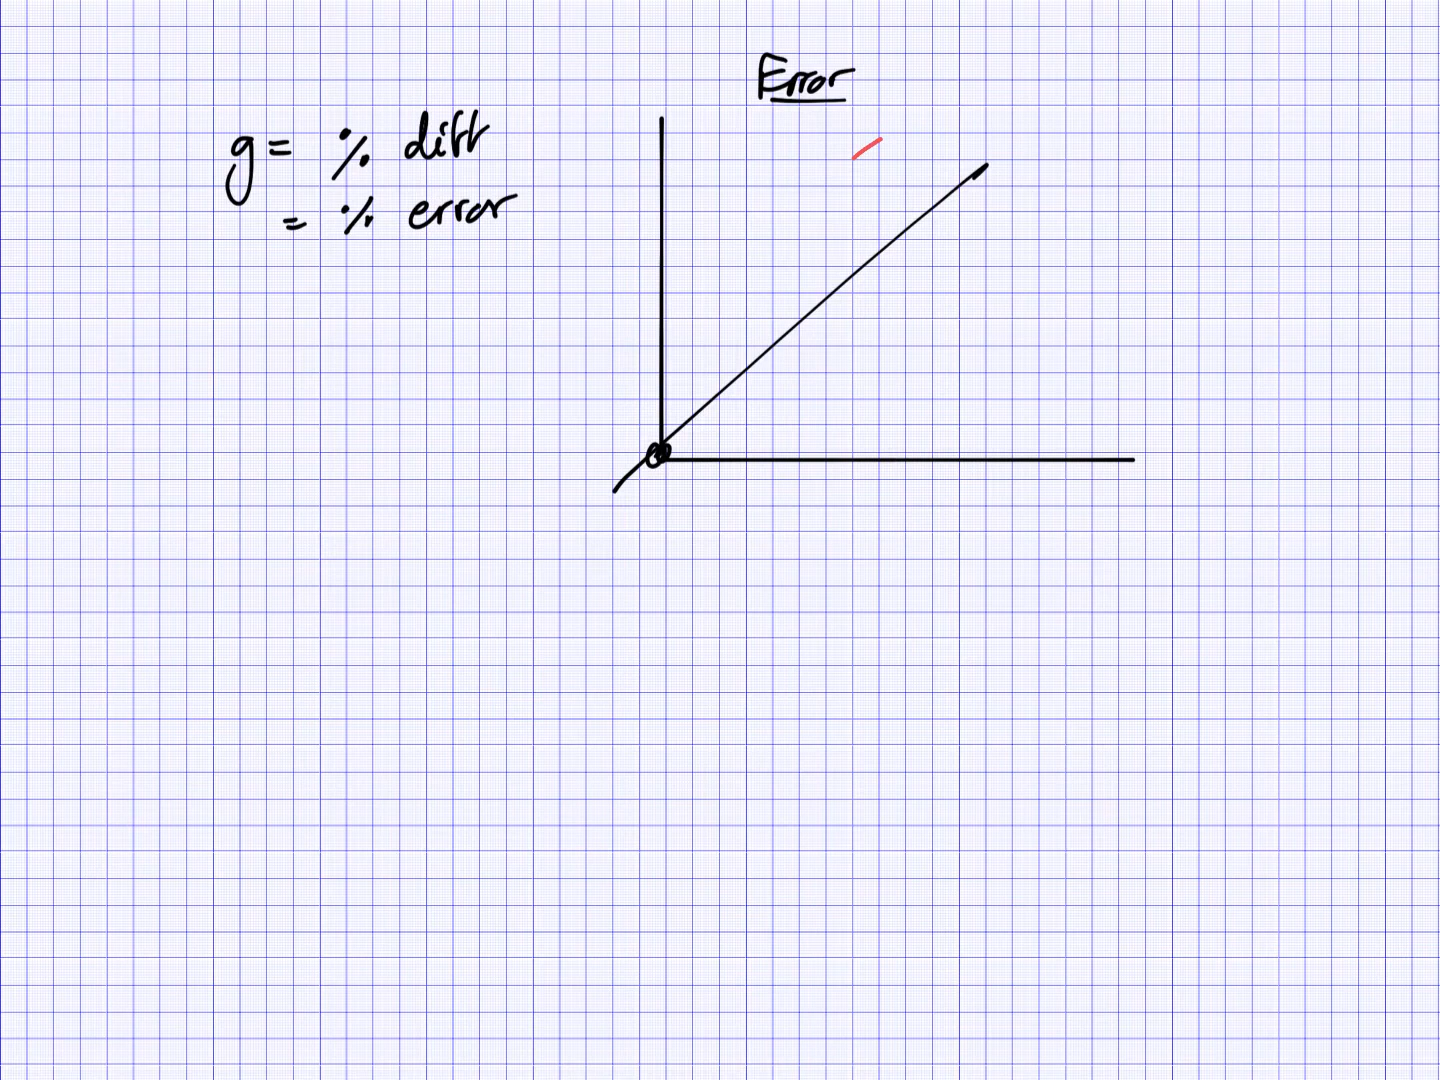 Error
g = % diff
= % error